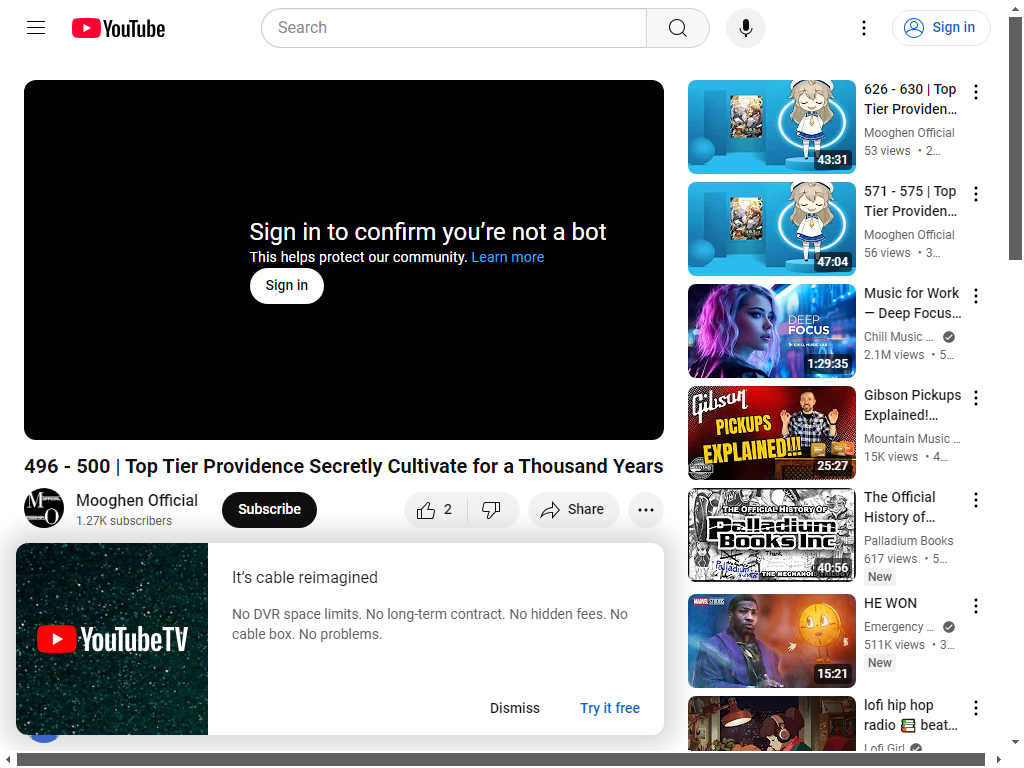 YouTube
Search
Sign in
Sign in to confirm you’re not a bot
This helps protect our community. Learn more
Sign in
496 - 500 | Top Tier Providence Secretly Cultivate for a Thousand Years
Mooghen Official
1.27K subscribers
Subscribe
2
Share
YouTubeTV
It’s cable reimagined
No DVR space limits. No long-term contract. No hidden fees. No
cable box. No problems.
Dismiss
Try it free
43:31
626 - 630 | Top
Tier Providen...
Mooghen Official
53 views • 2...
47:04
571 - 575 | Top
Tier Providen...
Mooghen Official
56 views • 3...
DEEP
FOCUS
CHILL MUSIC LAB
1:29:35
Music for Work
— Deep Focus...
Chill Music ...
2.1M views • 5...
Gibson
PICKUPS
EXPLAINED!!!
25:27
Gibson Pickups
Explained!...
Mountain Music ...
15K views • 4...
THE OFFICIAL HISTORY OF
Palladium
Books Inc.
40:56
The Official
History of...
Palladium Books
617 views • 5...
New
MARVEL STUDIOS
15:21
HE WON
Emergency ...
511K views • 3...
New
lofi hip hop
radio 📚 beat...
Lofi Girl